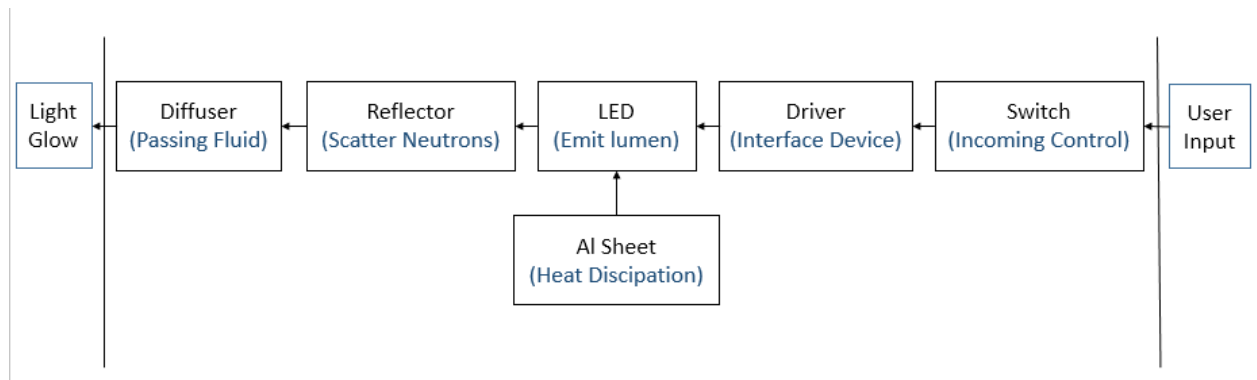 Light
Glow
Diffuser
(Passing Fluid)
Reflector
(Scatter Neutrons)
LED
(Emit lumen)
Driver
(Interface Device)
Switch
(Incoming Control)
User
Input
Al Sheet
(Heat Discipation)